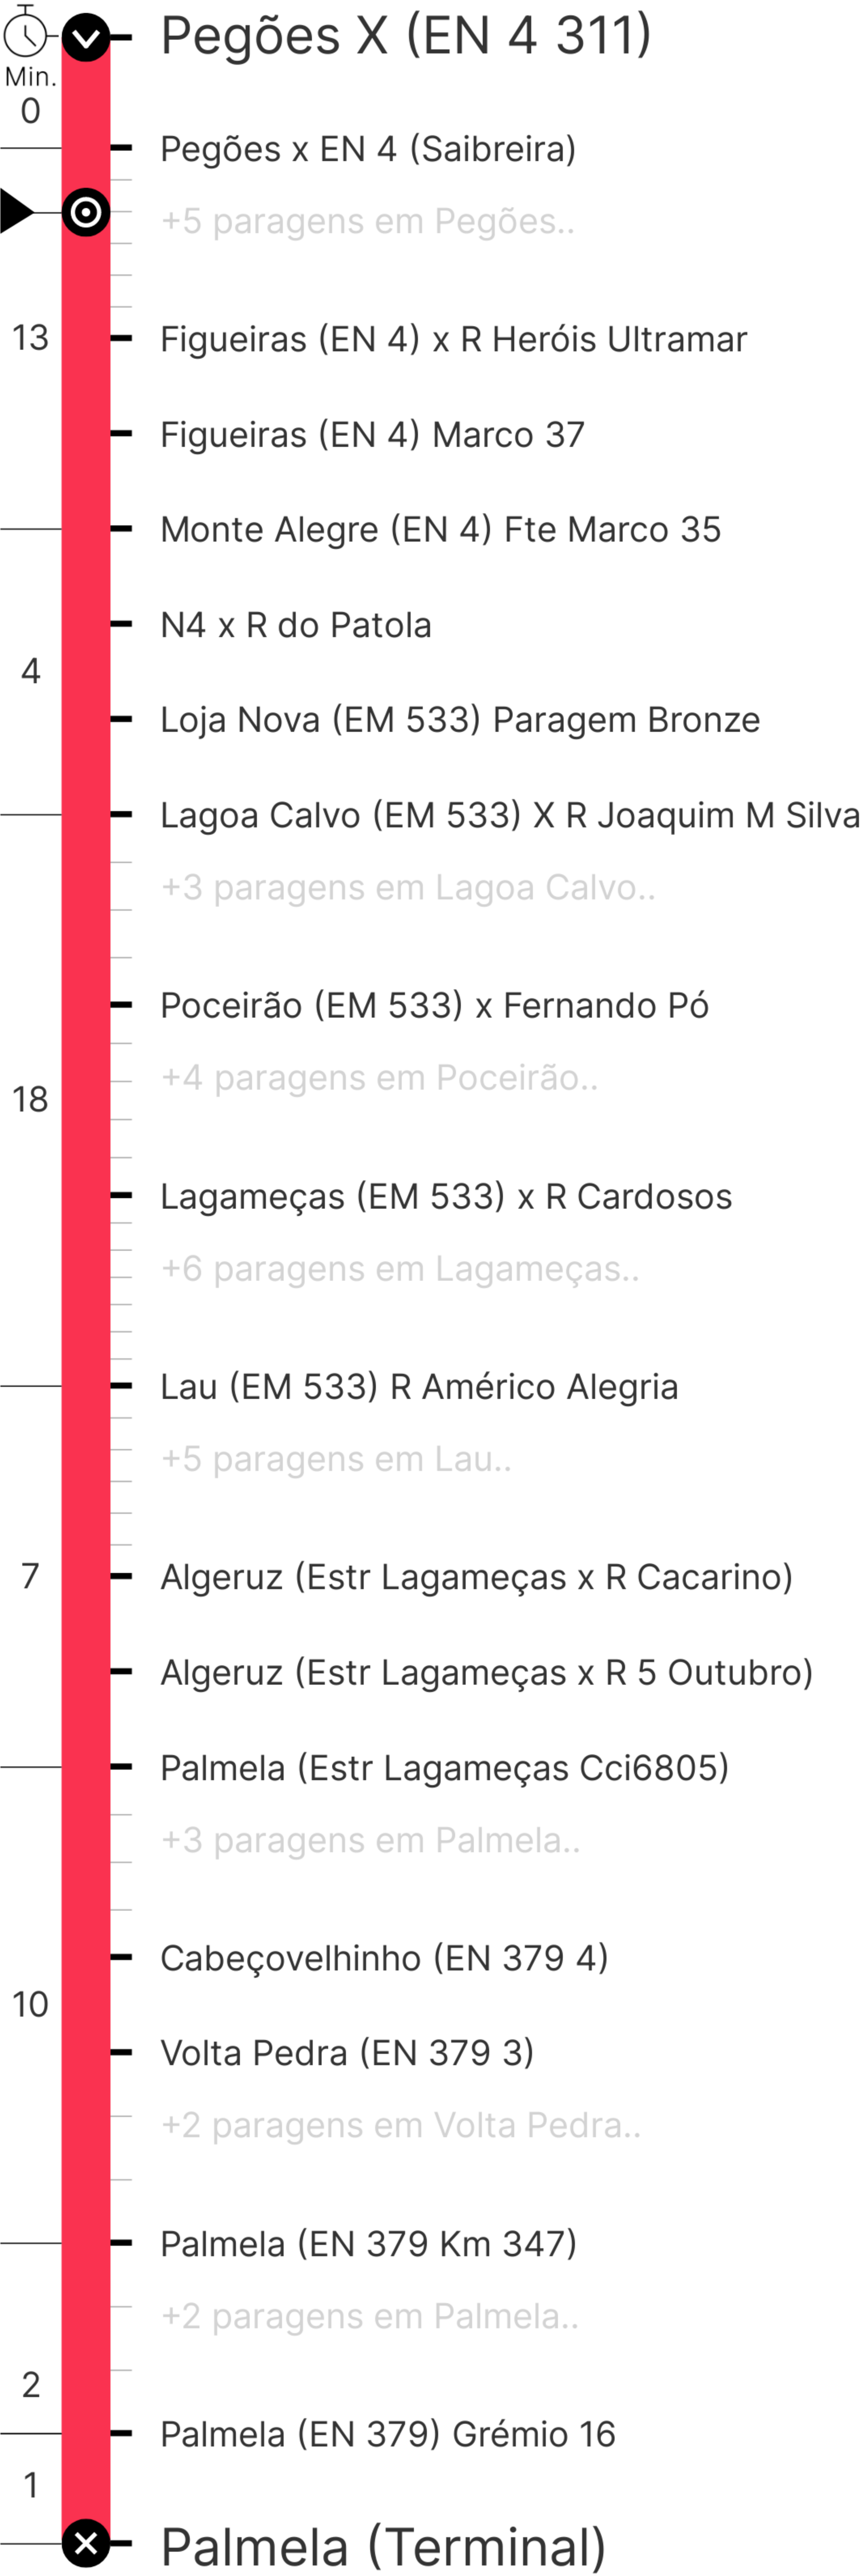 Pegões X (EN 4 311)
Min.
0
Pegões x EN 4 (Saibreira)
+5 paragens em Pegões..
13
Figueiras (EN 4) x R Heróis Ultramar
Figueiras (EN 4) Marco 37
Monte Alegre (EN 4) Fte Marco 35
N4 x R do Patola
4
Loja Nova (EM 533) Paragem Bronze
Lagoa Calvo (EM 533) X R Joaquim M Silva
+3 paragens em Lagoa Calvo..
Poceirão (EM 533) x Fernando Pó
+4 paragens em Poceirão..
18
Lagameças (EM 533) x R Cardosos
+6 paragens em Lagameças..
Lau (EM 533) R Américo Alegria
+5 paragens em Lau..
7
Algeruz (Estr Lagameças x R Cacarino)
Algeruz (Estr Lagameças x R 5 Outubro)
Palmela (Estr Lagameças Cci6805)
+3 paragens em Palmela..
Cabeçovelhinho (EN 379 4)
10
Volta Pedra (EN 379 3)
+2 paragens em Volta Pedra..
Palmela (EN 379 Km 347)
+2 paragens em Palmela..
2
Palmela (EN 379) Grémio 16
1
Palmela (Terminal)